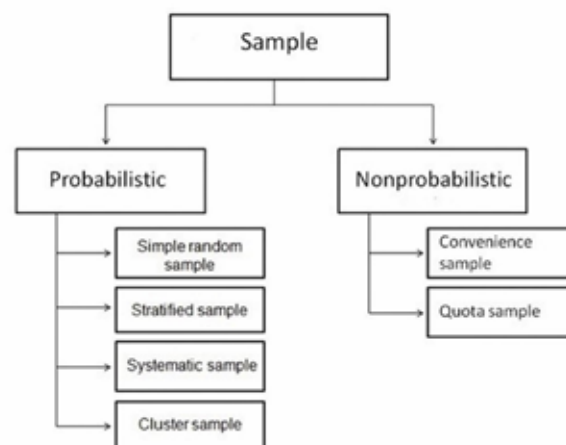 Sample
Probabilistic
Nonprobabilistic
Simple random
sample
Stratified sample
Systematic sample
Cluster sample
Convenience
sample
Quota sample